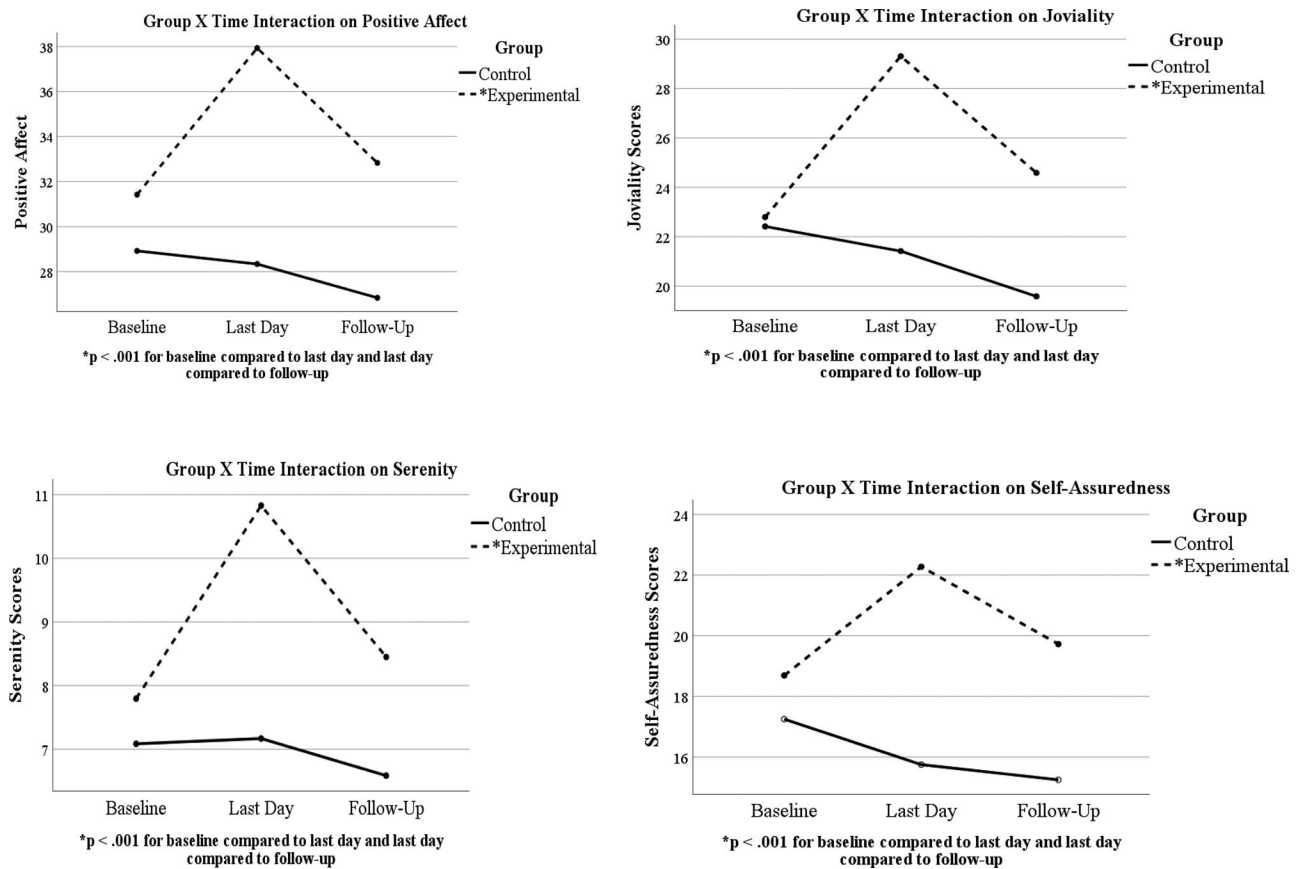 Group X Time Interaction on Positive Affect
38
36
34
32
30
28
Positive Affect
Baseline Last Day Follow-Up
Group
Control
*Experimental
*p < .001 for baseline compared to last day and last day
compared to follow-up
Group X Time Interaction on Joviality
30
28
26
24
22
20
Joviality Scores
Baseline Last Day Follow-Up
Group
Control
*Experimental
*p < .001 for baseline compared to last day and last day
compared to follow-up
Group X Time Interaction on Serenity
11
10
9
8
7
Serenity Scores
Baseline Last Day Follow-Up
Group
Control
*Experimental
*p < .001 for baseline compared to last day and last day
compared to follow-up
Group X Time Interaction on Self-Assuredness
24
22
20
18
16
Self-Assuredness Scores
Baseline Last Day Follow-Up
Group
Control
*Experimental
*p < .001 for baseline compared to last day and last day
compared to follow-up